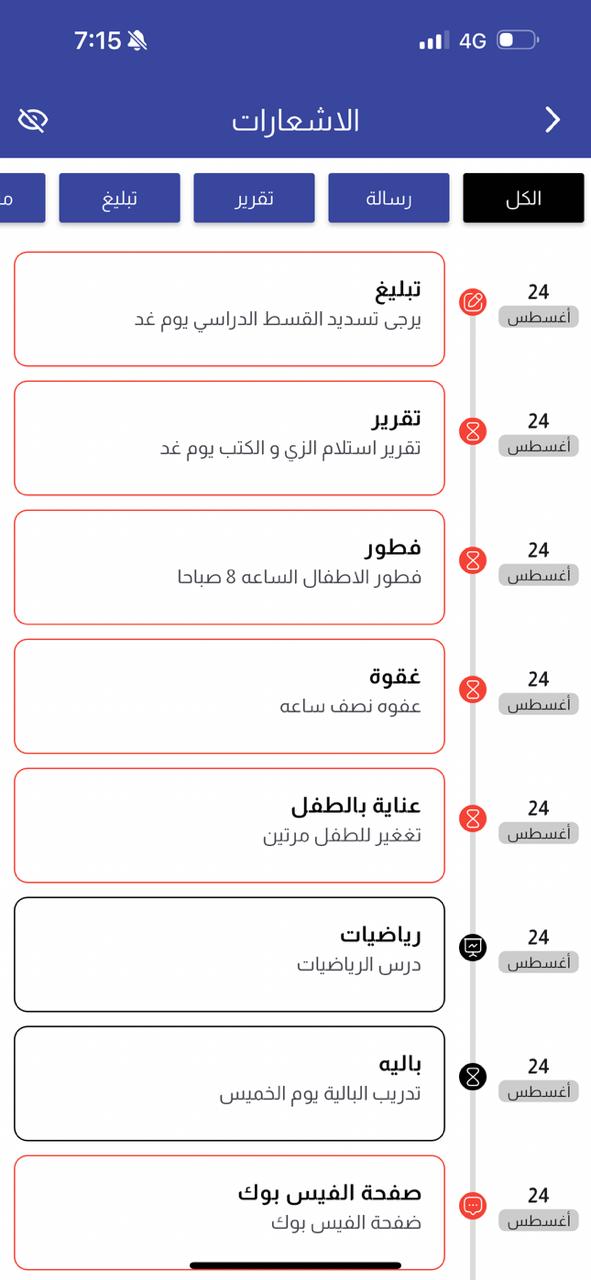 7:15
4G
الاشعارات
الكل
رسالة
تقرير
تبليغ
24
أغسطس
تبليغ
يرجى تسديد القسط الدراسي يوم غد
24
أغسطس
تقرير
تقرير استلام الزي و الكتب يوم غد
24
أغسطس
فطور
فطور الاطفال الساعه 8 صباحا
24
أغسطس
غقوة
عفوه نصف ساعه
24
أغسطس
عناية بالطفل
تغغير للطفل مرتين
24
أغسطس
رياضيات
درس الرياضيات
24
أغسطس
باليه
تدريب البالية يوم الخميس
24
أغسطس
صفحة الفيس بوك
ضفحة الفيس بوك